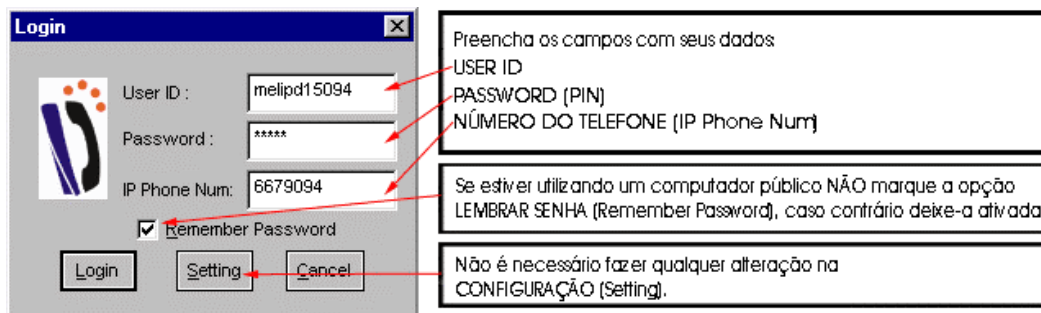 Login
User ID :
melipd15094
Password :
*****
IP Phone Num:
6679094
Remember Password
Login
Setting
Cancel
Preencha os campos com seus dados:
USER ID
PASSWORD (PIN)
NÚMERO DO TELEFONE (IP Phone Num)
Se estiver utilizando um computador público NÃO marque a opção
LEMBRAR SENHA (Remember Password), caso contrário deixe-a ativada
Não é necessário fazer qualquer alteração na
CONFIGURAÇÃO (Setting).